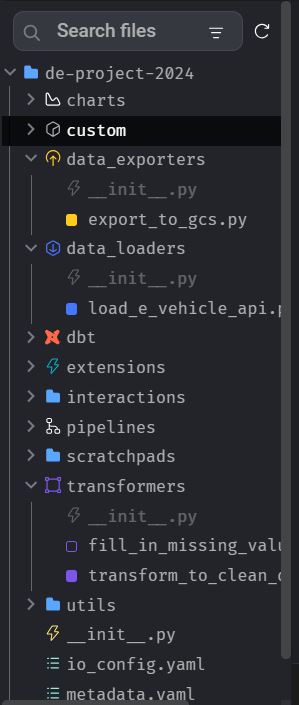 Search files
de-project-2024
charts
custom
data_exporters
__init__.py
export_to_gcs.py
data_loaders
__init__.py
load_e_vehicle_api.p
dbt
extensions
interactions
pipelines
scratchpads
transformers
__init__.py
fill_in_missing_valu
transform_to_clean_d
utils
__init__.py
io_config.yaml
metadata.yaml